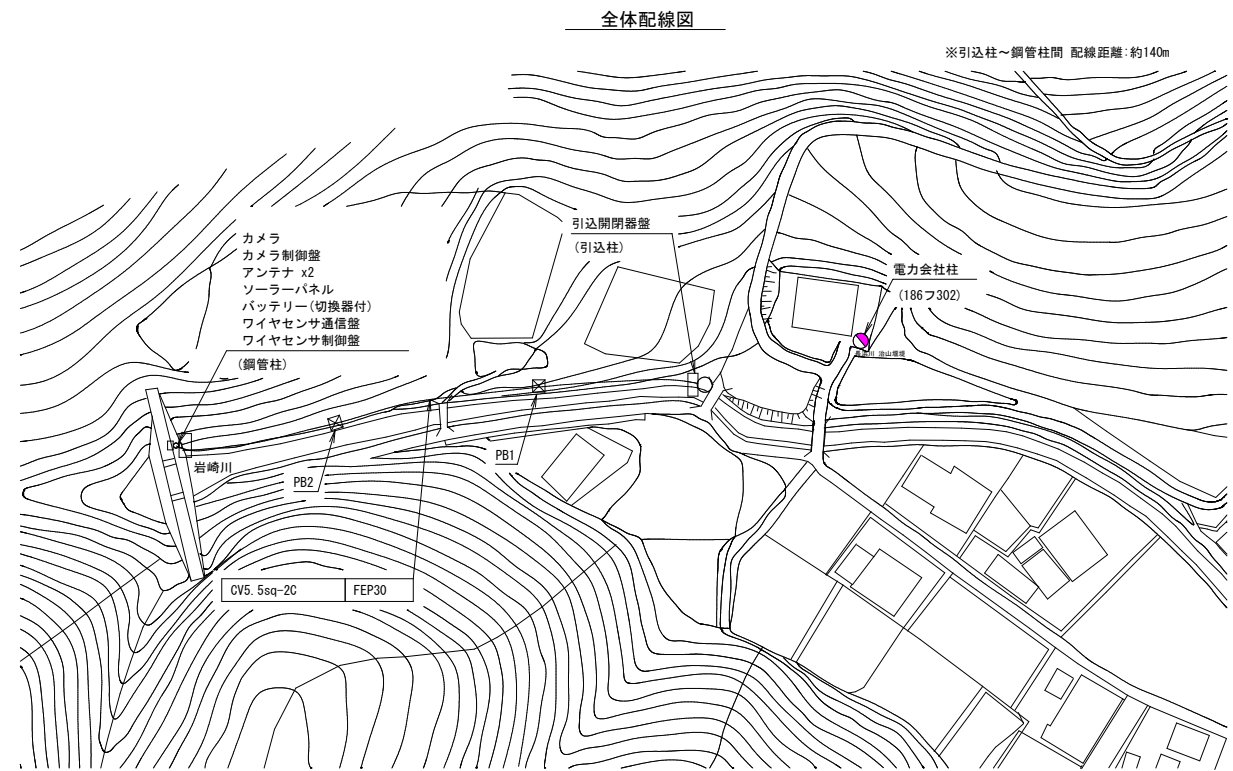 全体配線図
※引込柱～鋼管柱間 配線距離:約140m
引込開閉器盤
(引込柱)
カメラ
カメラ制御盤
アンテナ x2
ソーラーパネル
バッテリー(切換器付)
ワイヤセンサ通信盤
ワイヤセンサ制御盤
(鋼管柱)
電力会社柱
(186フ302)
治山堰堤
PB1
岩崎川
PB2
CV5.5sq-2C
FEP30